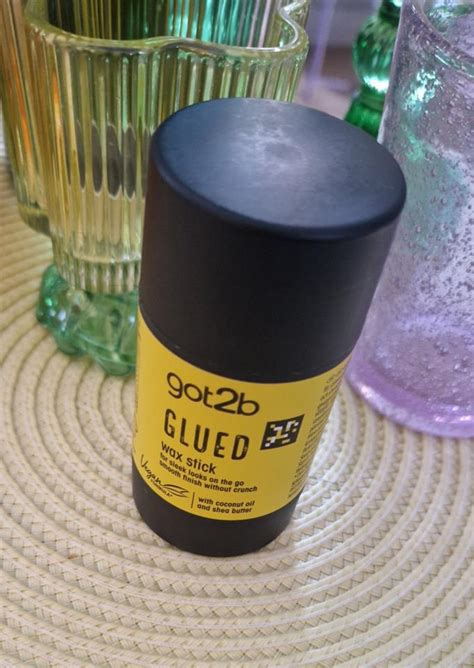 got2b
GLUED
wax stick
for sleek looks on the go
smooth finish without crunch
Vegan
with coconut oil
and shea butter